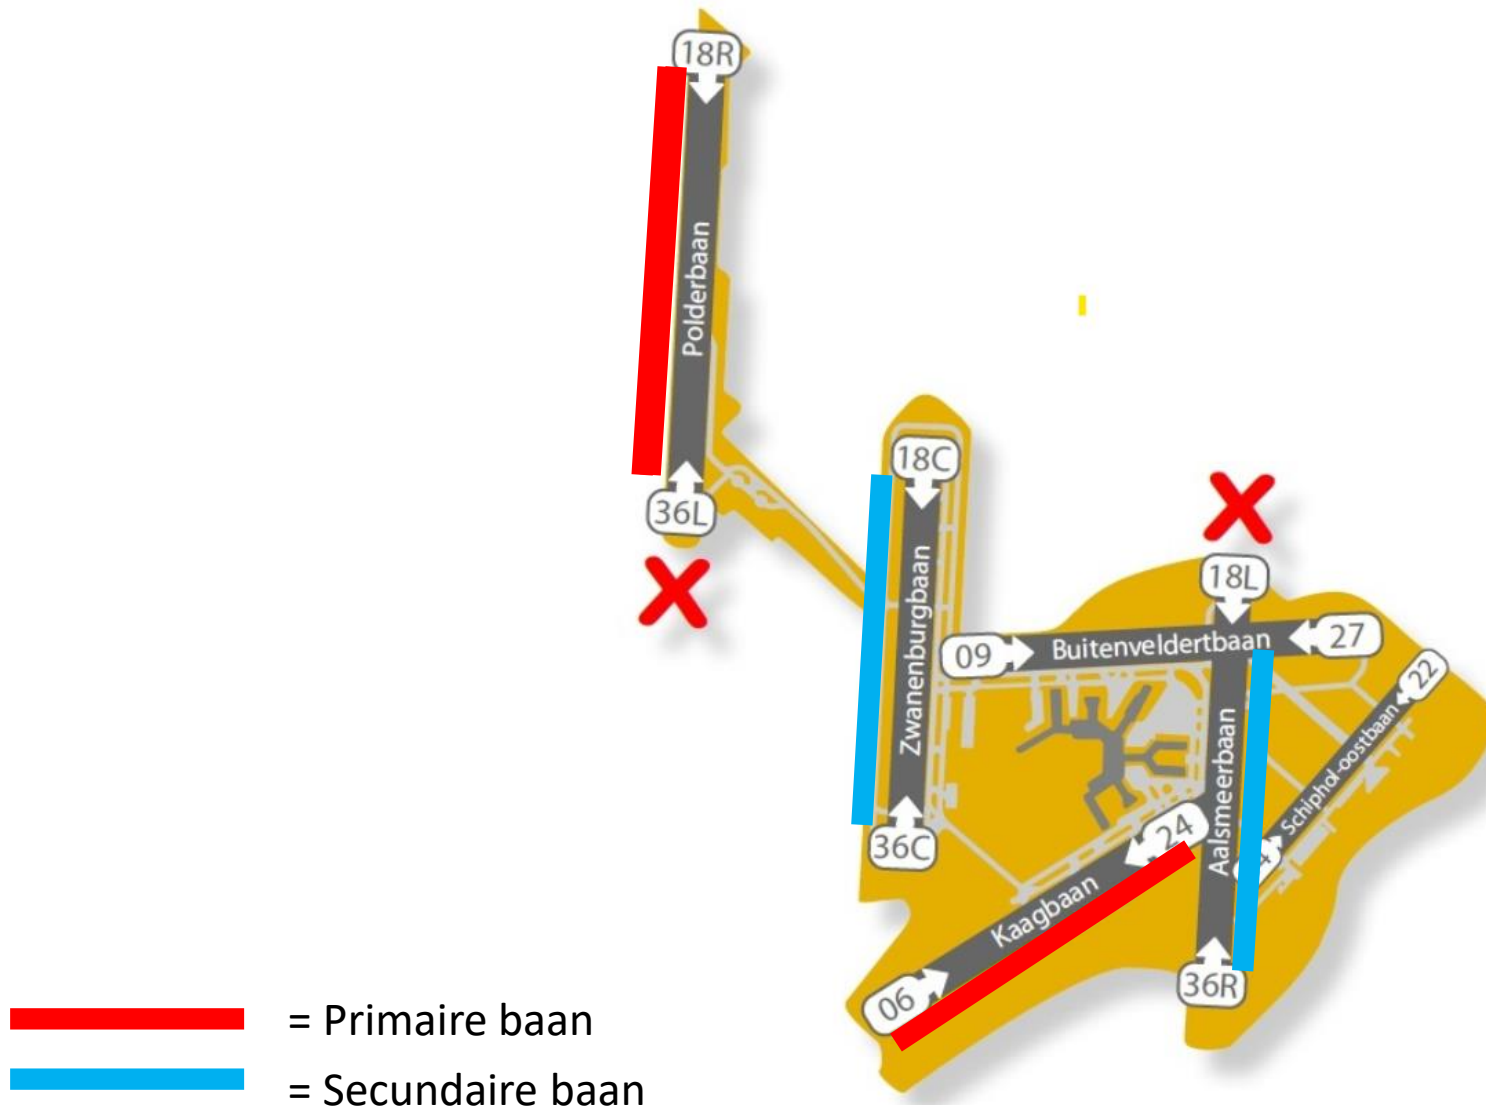 18R
Polderbaan
36L
18C
Zwanenburgbaan
36C
18L
09
Buitenveldertbaan
27
22
Schiphol-oostbaan
4
Aalsmeerbaan
24
Kaagbaan
06
36R
= Primaire baan
= Secundaire baan